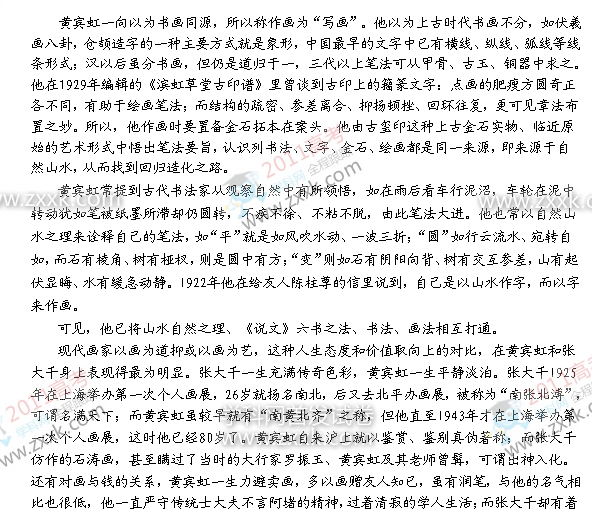 黄宾虹一向以为书画同源，所以称作画为“写画”。他以为上古时代书画不分，如伏羲
画八卦，仓颉造字的一种主要方式就是象形，中国最早的文字中已有横线、纵线、弧线等线
条形式；汉以后虽分书画，但仍是道归于一，三代以上笔法可从甲骨、古玉、铜器中求之。
他在1929年编辑的《滨虹草堂古印谱》里曾谈到古印上的籀篆文字：点画的肥瘦方圆奇正
各不同，有助于绘画笔法；而结构的疏密、参差离合、抑扬顿挫、回环往复，更可见章法布
置之妙。所以，他作画时要置备金石拓本在案头。他由古玺印这种上古金石实物、临近原
始的艺术形式中悟出笔法要旨，认识到书法、文字、金石、绘画都是同一来源，即来源于自
然山水，从而找到回归造化之路。
黄宾虹常提到古代书法家从观察自然中有所领悟，如在雨后看车行泥沼，车轮在泥中
转动犹如笔被纸墨所滞却仍圆转，不疾不徐、不粘不脱，由此笔法大进。他也常以自然山
水之理来诠释自己的笔法，如“平”就是如风吹水动、一波三折；“圆”如行云流水、宛转自
如，而石有棱角、树有桠杈，则是圆中有方；“变”则如石有阴阳向背、树有交互参差，山有起
伏显晦、水有缓急动静。1922年他在给友人陈柱尊的信里说到，自己是以山水作字，而以字
来作画。
可见，他已将山水自然之理、《说文》六书之法、书法、画法相互打通。
现代画家以画为道抑或以画为艺，这种人生态度和价值取向上的对比，在黄宾虹和张
大千身上表现得最为明显。张大千一生充满传奇色彩，黄宾虹一生平静淡泊。张大千1925
年在上海举办第一次个人画展，26岁就扬名南北，后又去北平办画展，被称为“南张北溥”，
可谓名满天下；而黄宾虹虽较早就有“南黄北齐”之称，但他直至1943年才在上海举办第
一次个人画展，这时他已经80岁了。黄宾虹自来沪上就以鉴赏、鉴别真伪着称；而张大千
仿作的石涛画，甚至瞒过了当时的大行家罗振玉、黄宾虹及其老师曾髯，可谓出神入化。
还有对画与钱的关系，黄宾虹一生力避卖画，多以画赠友人知已，虽有润笔，与他的名气相
比也很低，他一直严守传统士大夫不言阿堵的精神，过着清寂的学人生活；而张大千却有着
www.zxxk.com
www.zxxk.com